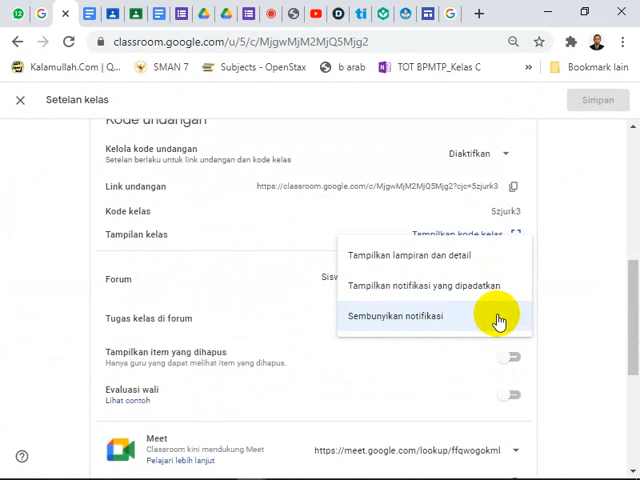 classroom.google.com/u/5/c/MjgwMjM2MjQ5Mjg2
Kalamullah.Com | Q...
SMAN 7
Subjects - OpenStax
b arab
TOT BPMTP_Kelas C
»
Bookmark lain
Setelan kelas
Simpan
Kode undangan
Kelola kode undangan
Setelan berlaku untuk link undangan dan kode kelas
Diaktifkan
Link undangan
https://classroom.google.com/c/MjgwMjM2MjQ5Mjg2?cjc=5zjurk3
Kode kelas
5zjurk3
Tampilan kelas
Tampilkan kode kelas
Tampilkan lampiran dan detail
Forum
Sisw
Tampilkan notifikasi yang dipadatkan
Tugas kelas di forum
Sembunyikan notifikasi
Tampilkan item yang dihapus
Hanya guru yang dapat melihat item yang dihapus.
Evaluasi wali
Lihat contoh
Meet
Classroom kini mendukung Meet
Pelajari lebih lanjut
https://meet.google.com/lookup/ffqwogokml